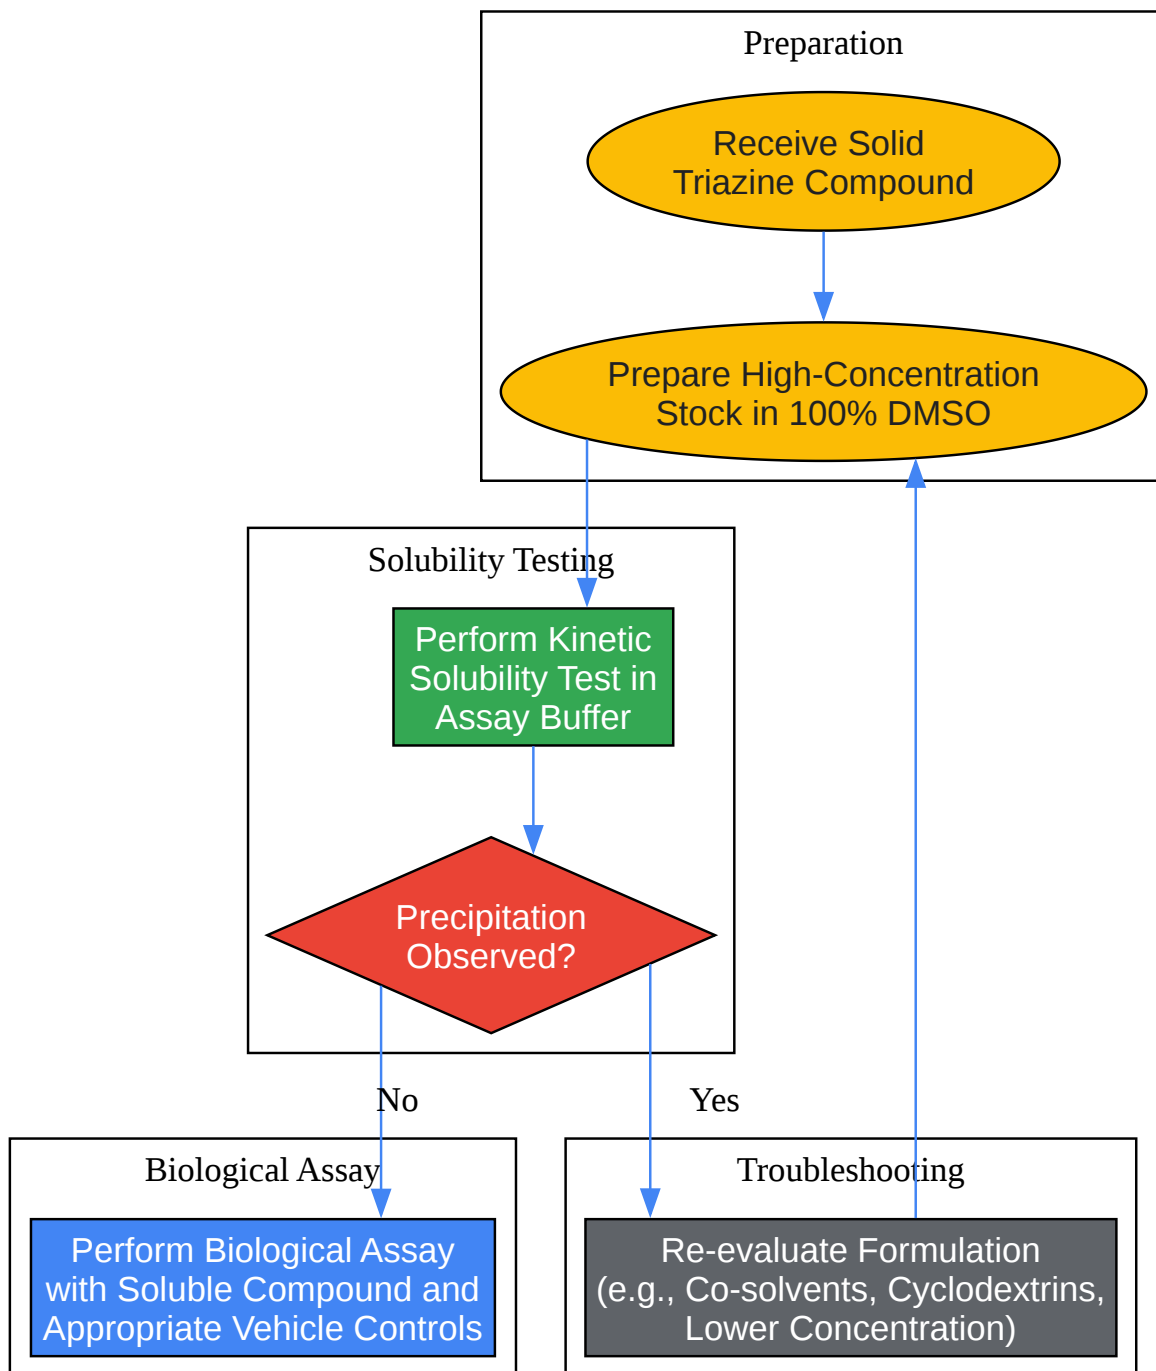 Preparation
Receive Solid
Triazine Compound
Prepare High-Concentration
Stock in 100% DMSO
Solubility Testing
Perform Kinetic
Solubility Test in
Assay Buffer
Precipitation
Observed?
No
Yes
Biological Assay
Perform Biological Assay
with Soluble Compound and
Appropriate Vehicle Controls
Troubleshooting
Re-evaluate Formulation
(e.g., Co-solvents, Cyclodextrins,
Lower Concentration)